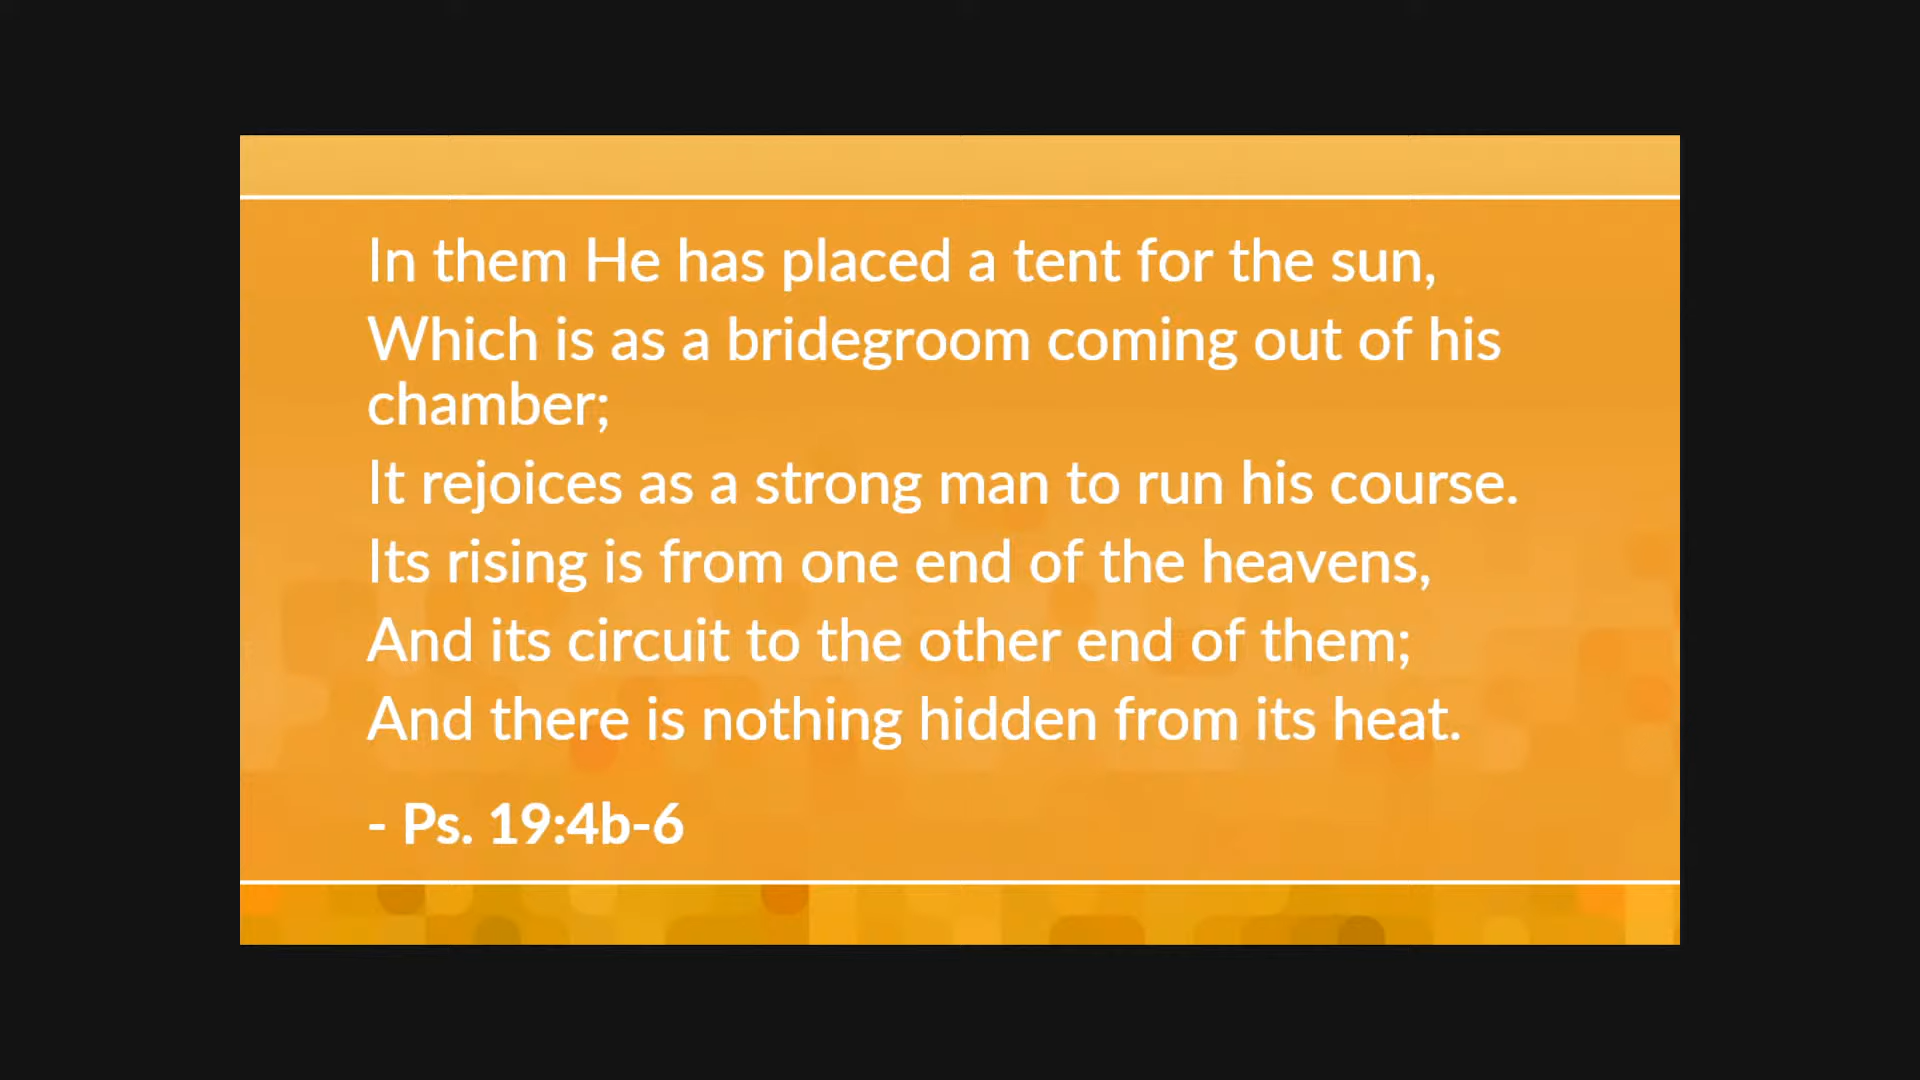 In them He has placed a tent for the sun,
Which is as a bridegroom coming out of his
chamber;
It rejoices as a strong man to run his course.
Its rising is from one end of the heavens,
And its circuit to the other end of them;
And there is nothing hidden from its heat.
- Ps. 19:4b-6